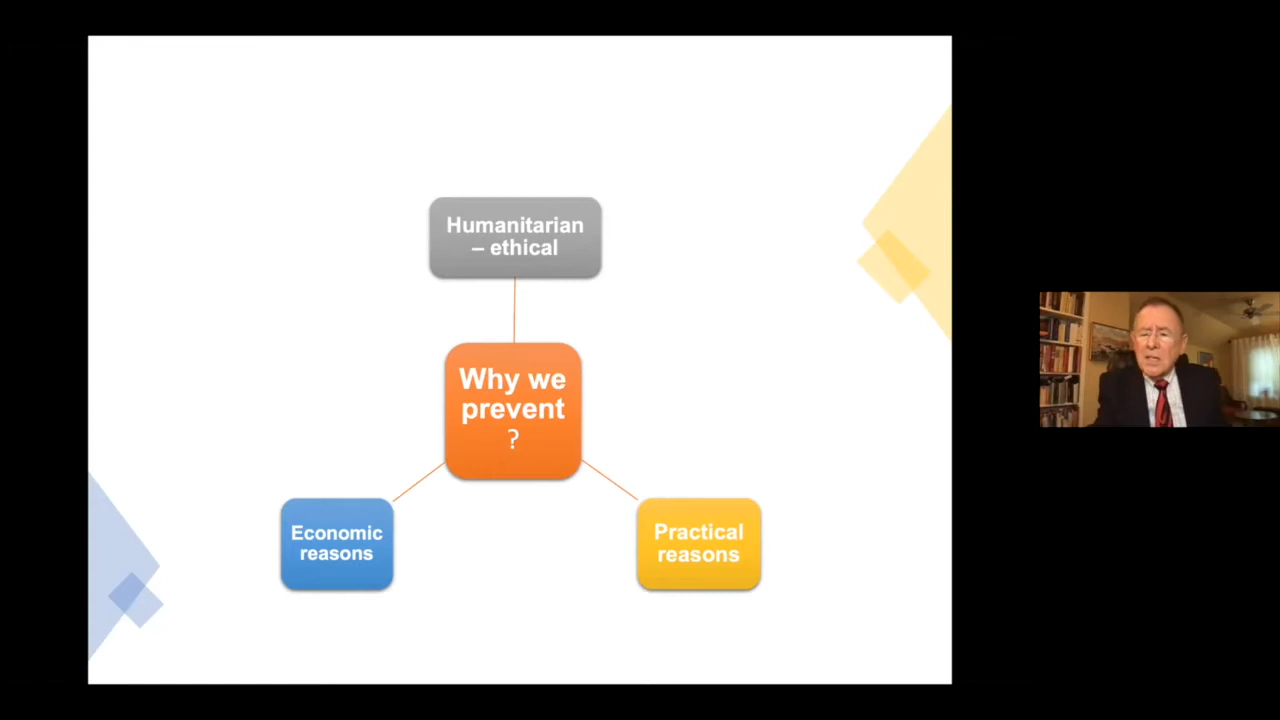 Humanitarian
– ethical
Why we
prevent
?
Economic
reasons
Practical
reasons